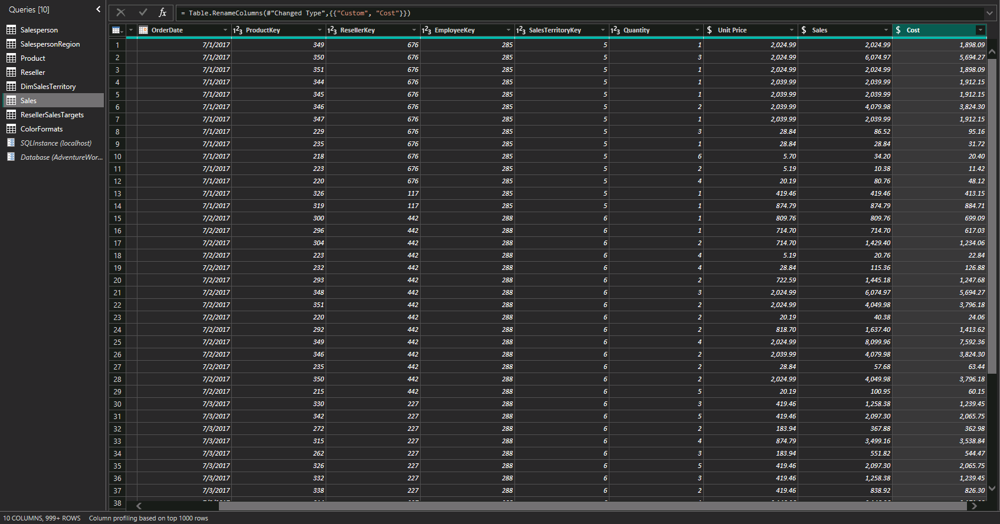 Queries [10]
Salesperson
SalespersonRegion
Product
Reseller
DimSalesTerritory
Sales
ResellerSalesTargets
ColorFormats
SQLInstance (localhost)
Database (AdventureWor...
fx = Table.RenameColumns(#"Changed Type",{{"Custom", "Cost"}})
OrderDate 1²3 ProductKey 1²3 ResellerKey 1²3 EmployeeKey 1²3 SalesTerritoryKey 1²3 Quantity $ Unit Price $ Sales $ Cost
1 7/1/2017 349 676 285 5 1 2,024.99 2,024.99 1,898.09
2 7/1/2017 350 676 285 5 3 2,024.99 6,074.97 5,694.27
3 7/1/2017 351 676 285 5 1 2,024.99 2,024.99 1,898.09
4 7/1/2017 344 676 285 5 1 2,039.99 2,039.99 1,912.15
5 7/1/2017 345 676 285 5 1 2,039.99 2,039.99 1,912.15
6 7/1/2017 346 676 285 5 2 2,039.99 4,079.98 3,824.30
7 7/1/2017 347 676 285 5 1 2,039.99 2,039.99 1,912.15
8 7/1/2017 229 676 285 5 3 28.84 86.52 95.16
9 7/1/2017 235 676 285 5 1 28.84 28.84 31.72
10 7/1/2017 218 676 285 5 6 5.70 34.20 20.40
11 7/1/2017 223 676 285 5 2 5.19 10.38 11.42
12 7/1/2017 220 676 285 5 4 20.19 80.76 48.12
13 7/1/2017 326 117 285 5 1 419.46 419.46 413.15
14 7/1/2017 319 117 285 5 1 874.79 874.79 884.71
15 7/2/2017 300 442 288 6 1 809.76 809.76 699.09
16 7/2/2017 296 442 288 6 1 714.70 714.70 617.03
17 7/2/2017 304 442 288 6 2 714.70 1,429.40 1,234.06
18 7/2/2017 223 442 288 6 4 5.19 20.76 22.84
19 7/2/2017 232 442 288 6 4 28.84 115.36 126.88
20 7/2/2017 293 442 288 6 2 722.59 1,445.18 1,247.68
21 7/2/2017 348 442 288 6 3 2,024.99 6,074.97 5,694.27
22 7/2/2017 351 442 288 6 2 2,024.99 4,049.98 3,796.18
23 7/2/2017 220 442 288 6 2 20.19 40.38 24.06
24 7/2/2017 292 442 288 6 2 818.70 1,637.40 1,413.62
25 7/2/2017 349 442 288 6 4 2,024.99 8,099.96 7,592.36
26 7/2/2017 346 442 288 6 2 2,039.99 4,079.98 3,824.30
27 7/2/2017 235 442 288 6 2 28.84 57.68 63.44
28 7/2/2017 350 442 288 6 2 2,024.99 4,049.98 3,796.18
29 7/2/2017 215 442 288 6 5 20.19 100.95 60.15
30 7/3/2017 330 227 288 6 3 419.46 1,258.38 1,239.45
31 7/3/2017 342 227 288 6 5 419.46 2,097.30 2,065.75
32 7/3/2017 272 227 288 6 2 183.94 367.88 362.98
33 7/3/2017 315 227 288 6 4 874.79 3,499.16 3,538.84
34 7/3/2017 262 227 288 6 3 183.94 551.82 544.47
35 7/3/2017 326 227 288 6 5 419.46 2,097.30 2,065.75
36 7/3/2017 332 227 288 6 3 419.46 1,258.38 1,239.45
37 7/3/2017 338 227 288 6 2 419.46 838.92 826.30
38
10 COLUMNS, 999+ ROWS Column profiling based on top 1000 rows